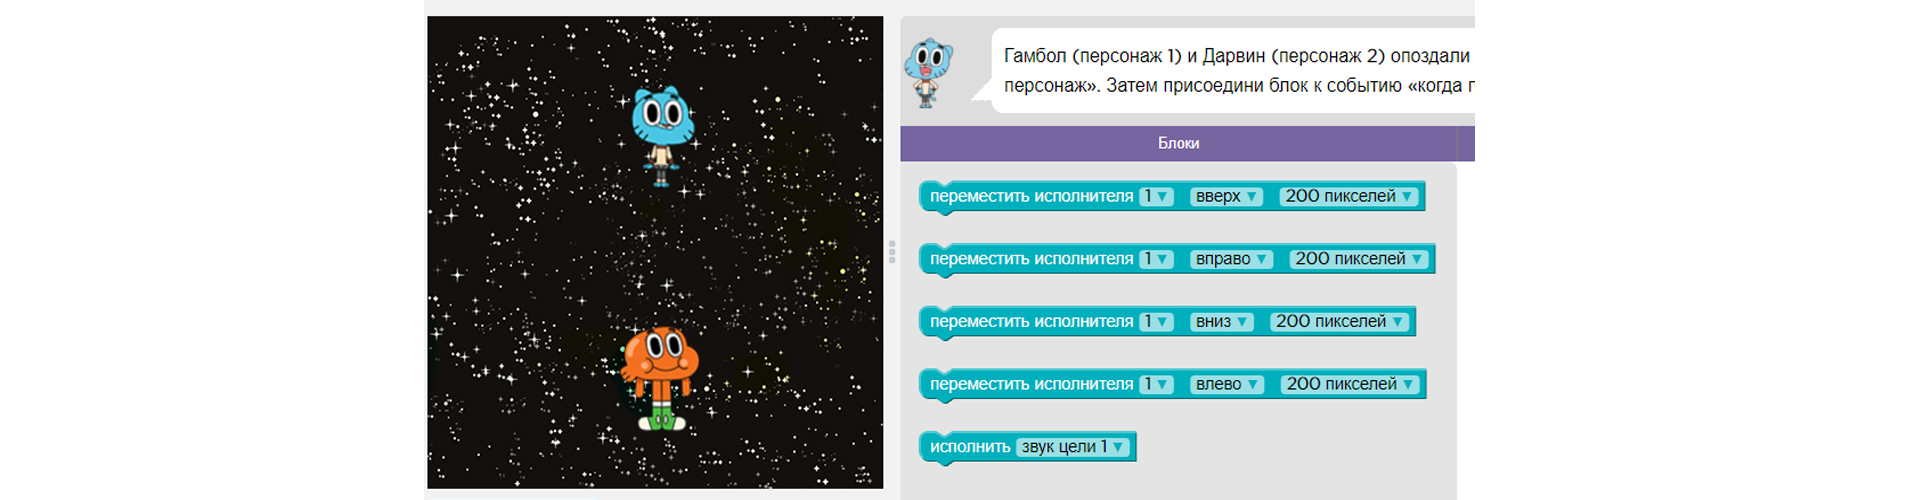 Гамбол (персонаж 1) и Дарвин (персонаж 2) опоздали
персонаж». Затем присоедини блок к событию «когда п
Блоки
переместить исполнителя 1 вверх 200 пикселей
переместить исполнителя 1 вправо 200 пикселей
переместить исполнителя 1 вниз 200 пикселей
переместить исполнителя 1 влево 200 пикселей
исполнить звук цели 1